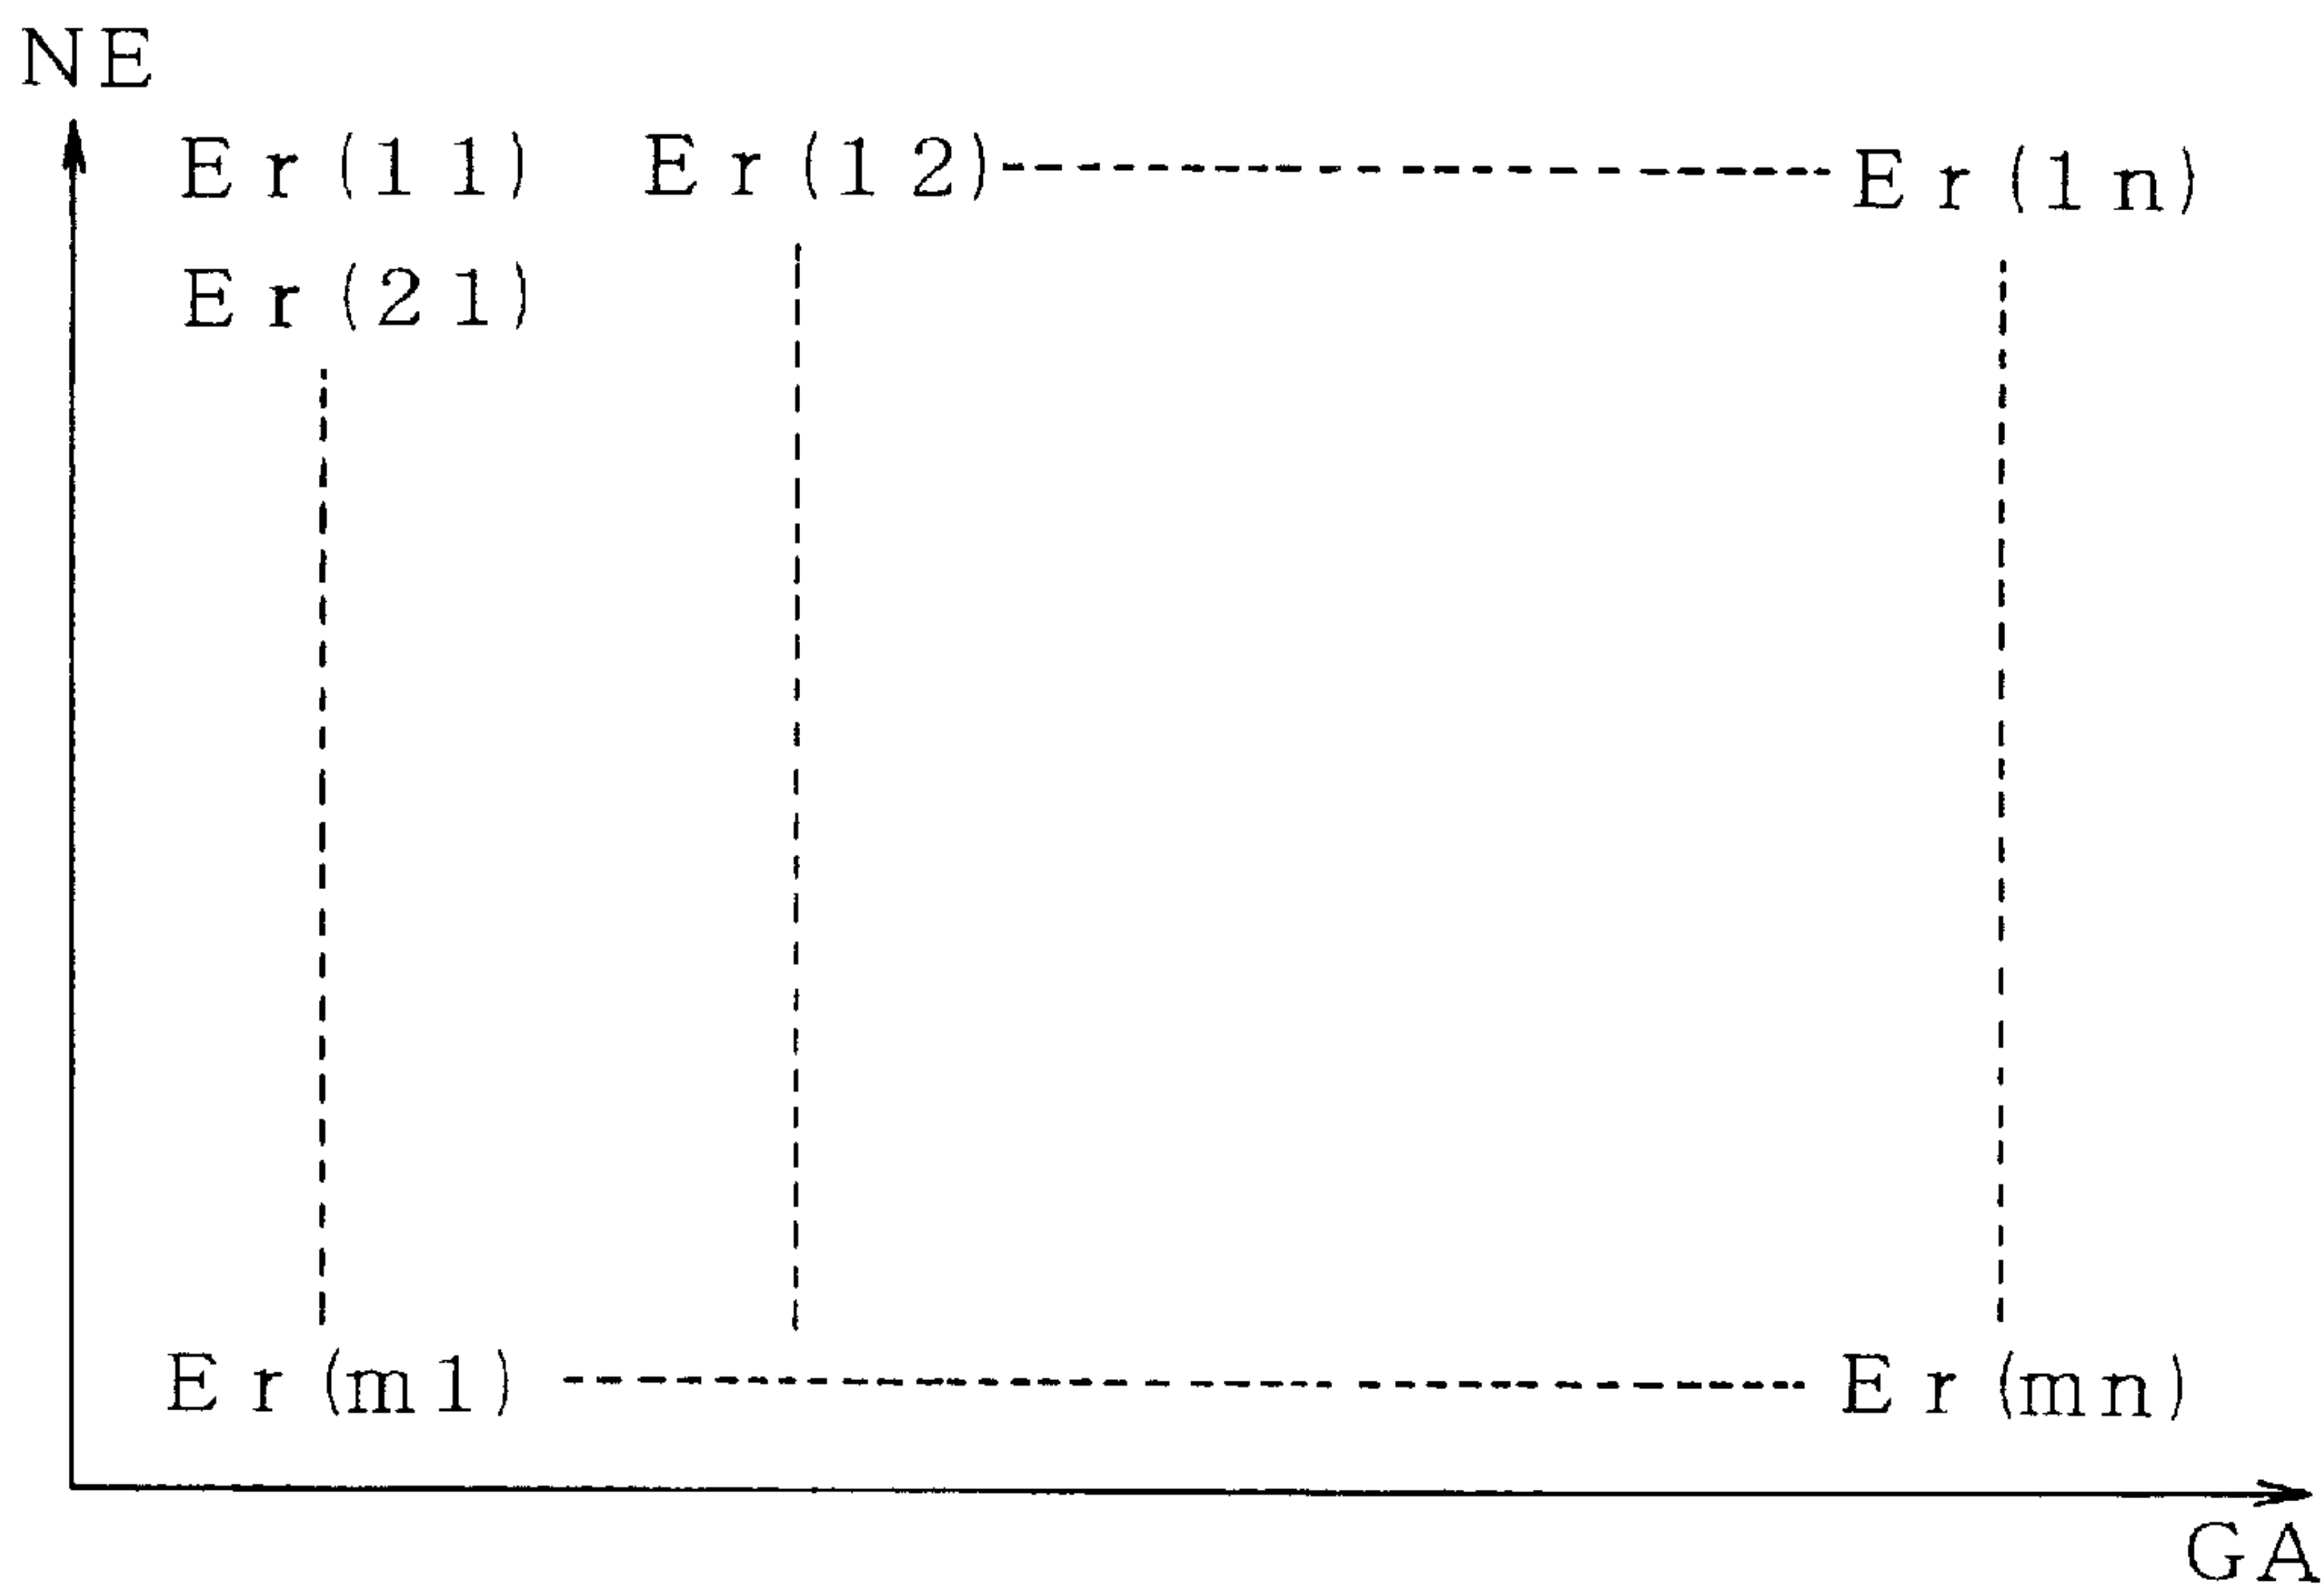 NE
Er(11) Er(12) Er(1n)
Er(21)
Er(m1) Er(mn)
GA